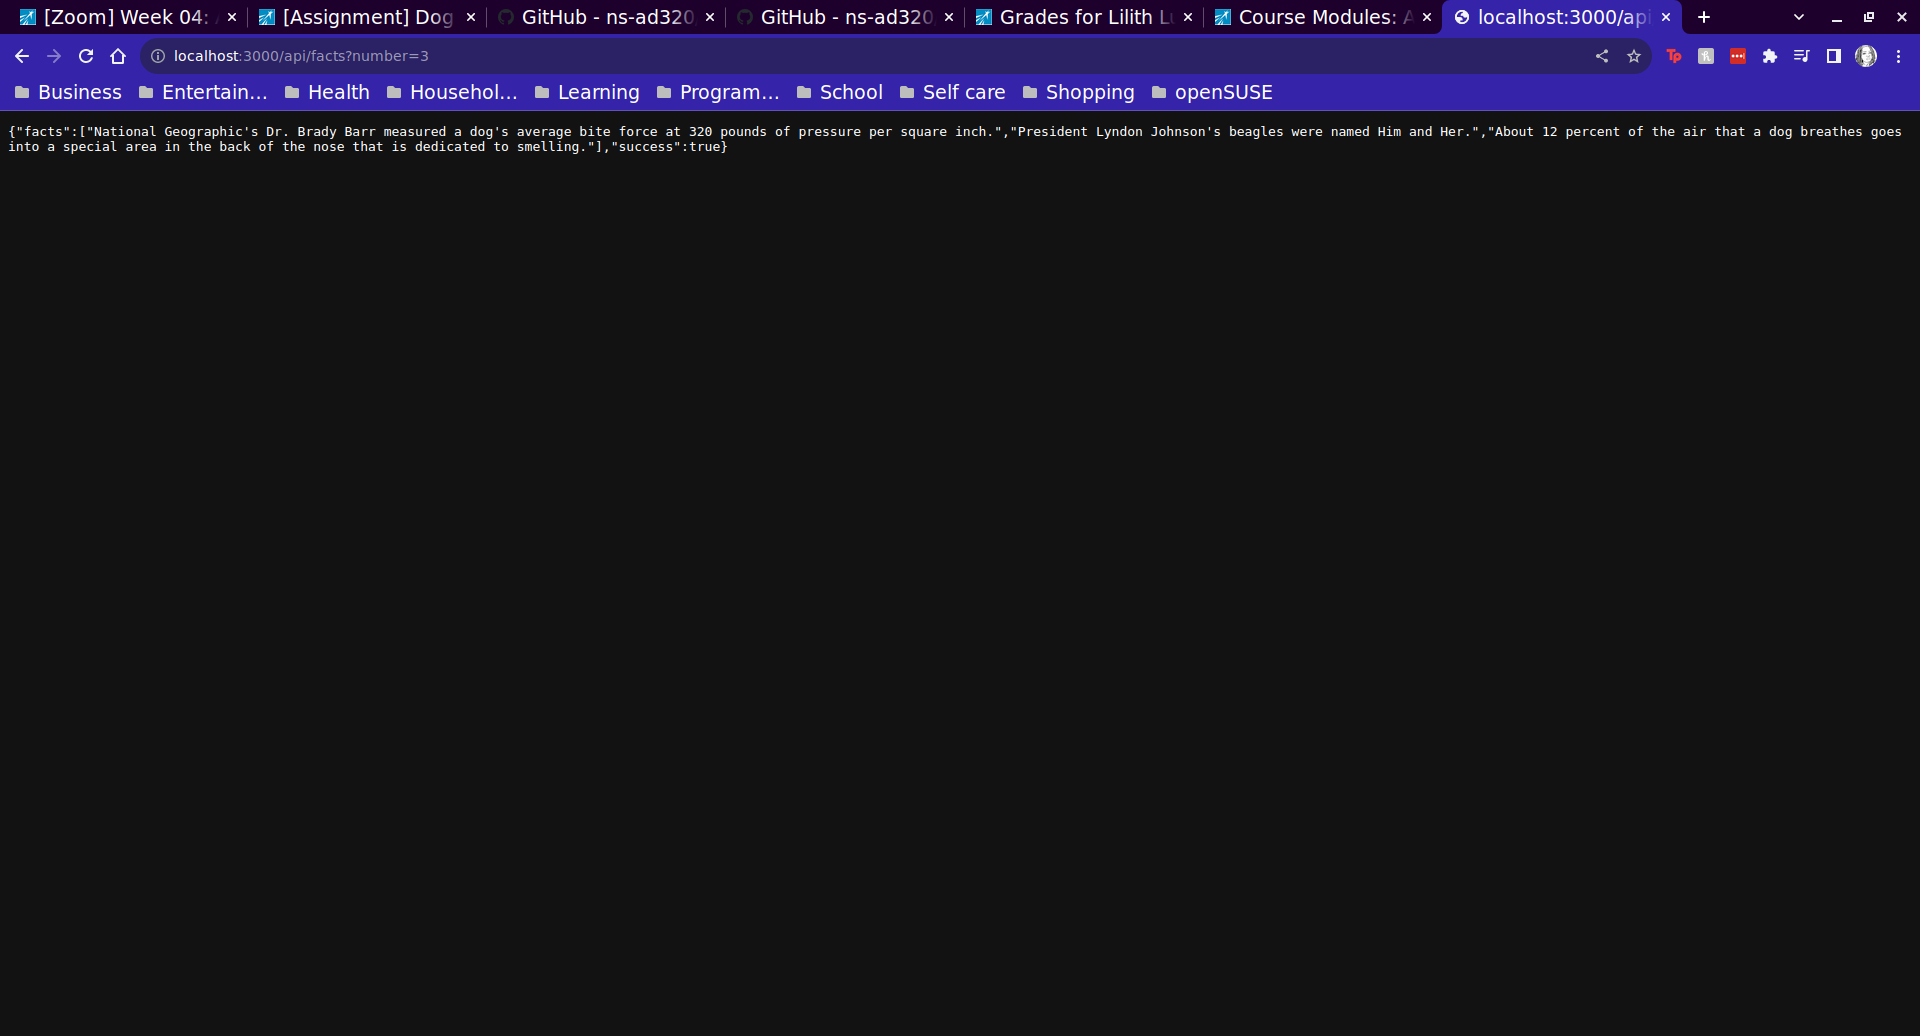 [Zoom] Week 04:
[Assignment] Dog
GitHub - ns-ad320
GitHub - ns-ad320
Grades for Lilith
Course Modules:
localhost:3000/api
localhost:3000/api/facts?number=3
Tp
Business
Entertain...
Health
Househol...
Learning
Program...
School
Self care
Shopping
openSUSE
{"facts":["National Geographic's Dr. Brady Barr measured a dog's average bite force at 320 pounds of pressure per square inch.","President Lyndon Johnson's beagles were named Him and Her.","About 12 percent of the air that a dog breathes goes
into a special area in the back of the nose that is dedicated to smelling."],"success":true}